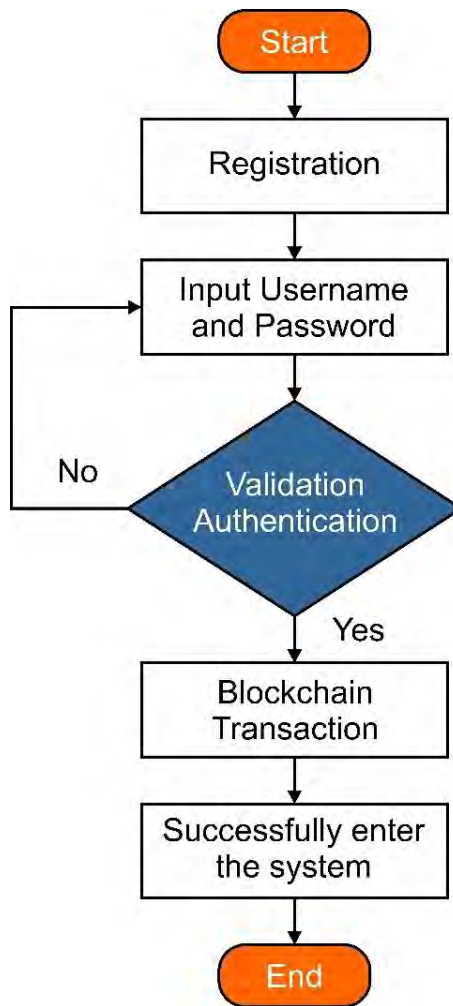 Start
Registration
Input Username
and Password
No
Validation
Authentication
Yes
Blockchain
Transaction
Successfully enter
the system
End